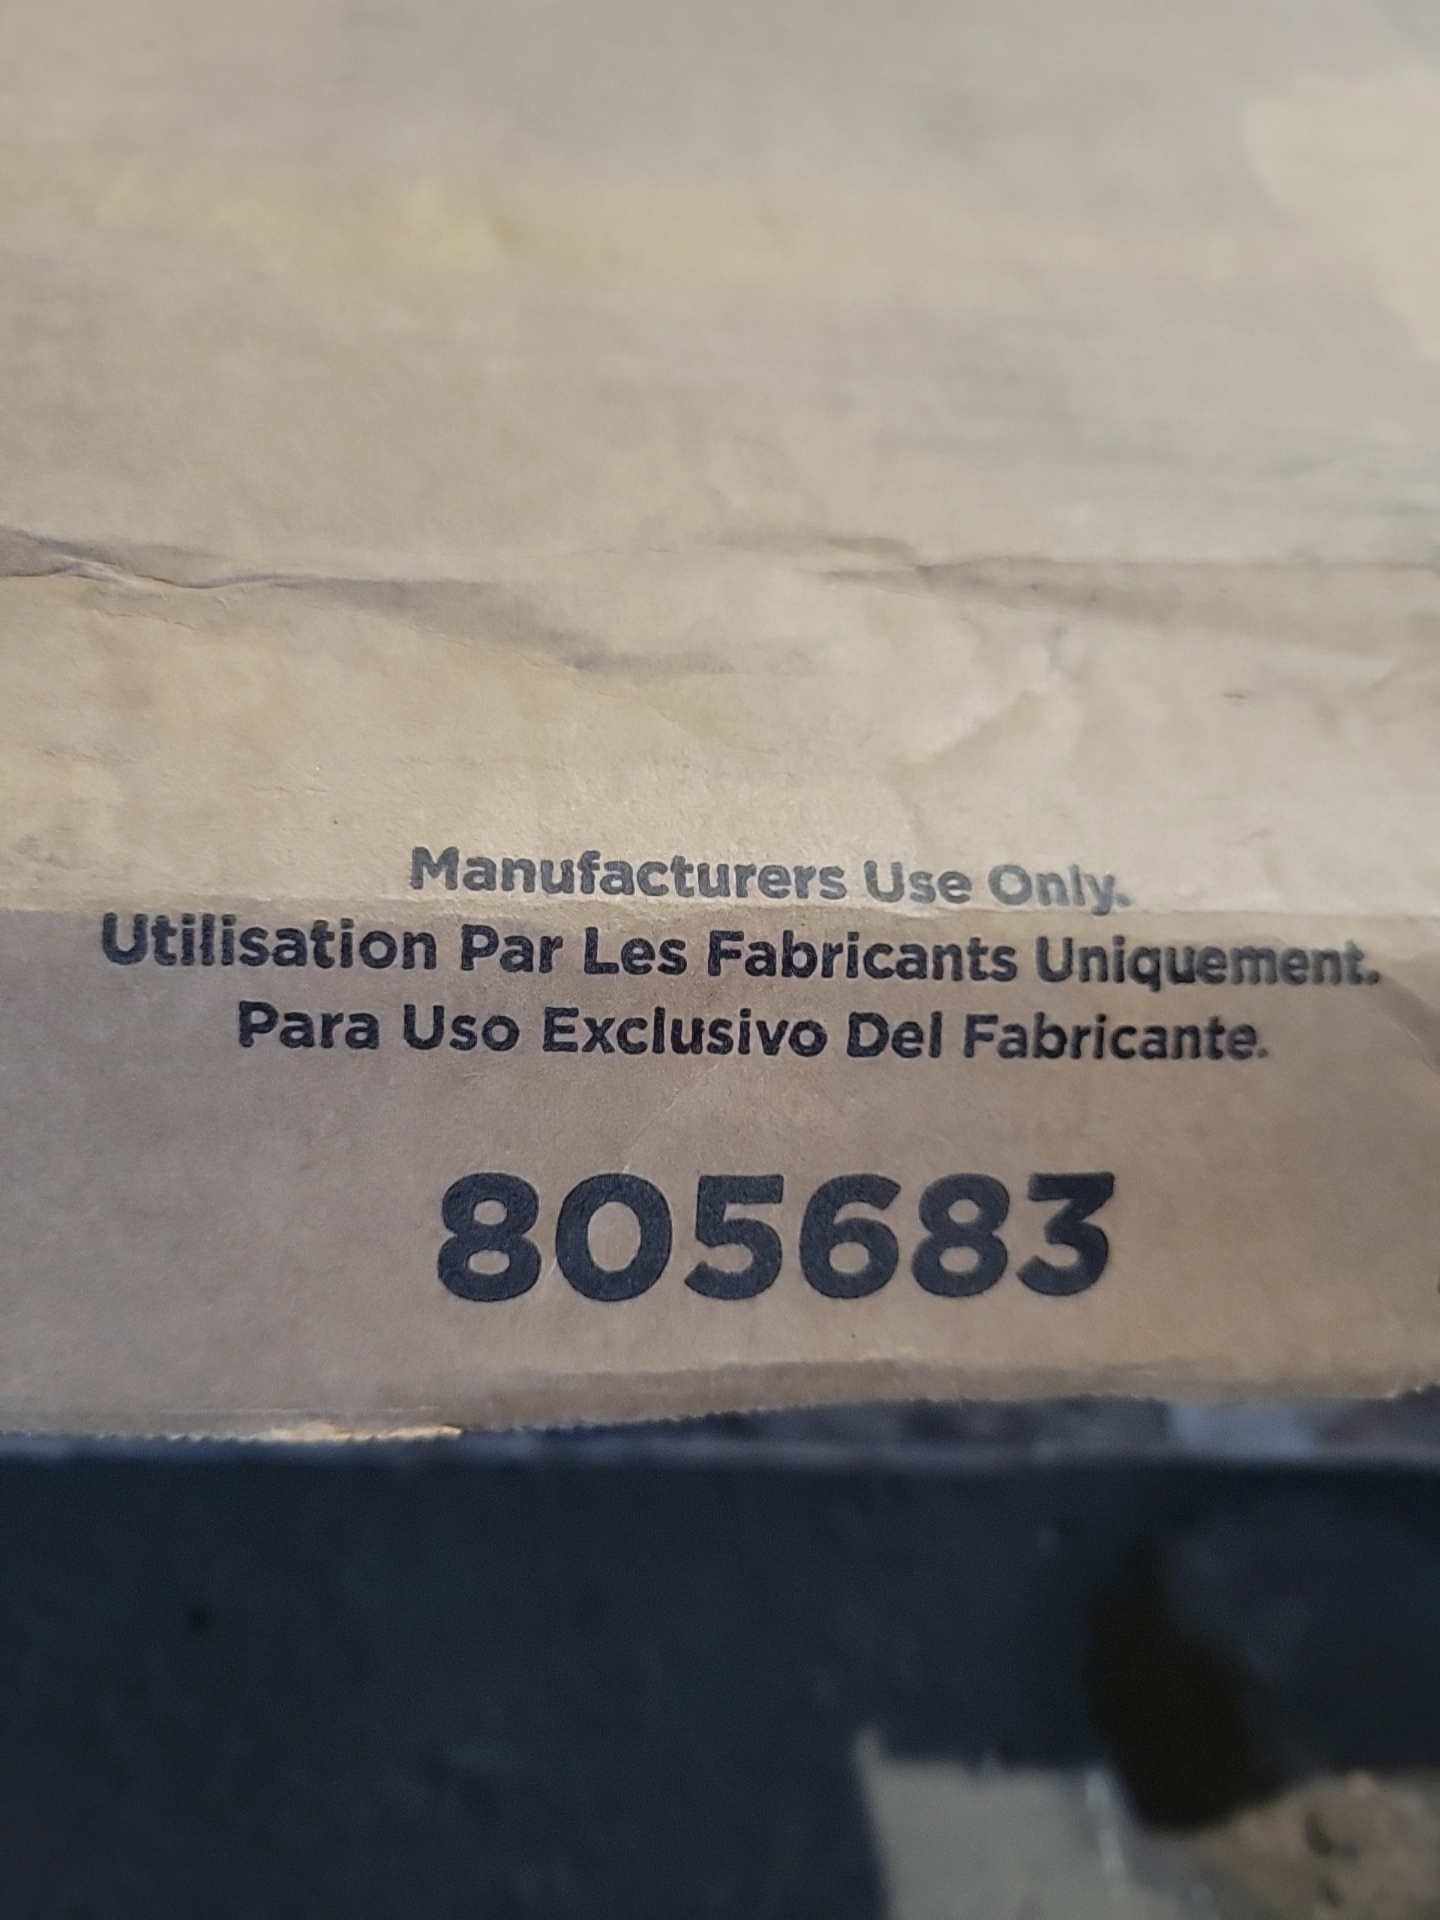 Manufacturers Use Only.
Utilisation Par Les Fabricants Uniquement.
Para Uso Exclusivo Del Fabricante.
805683